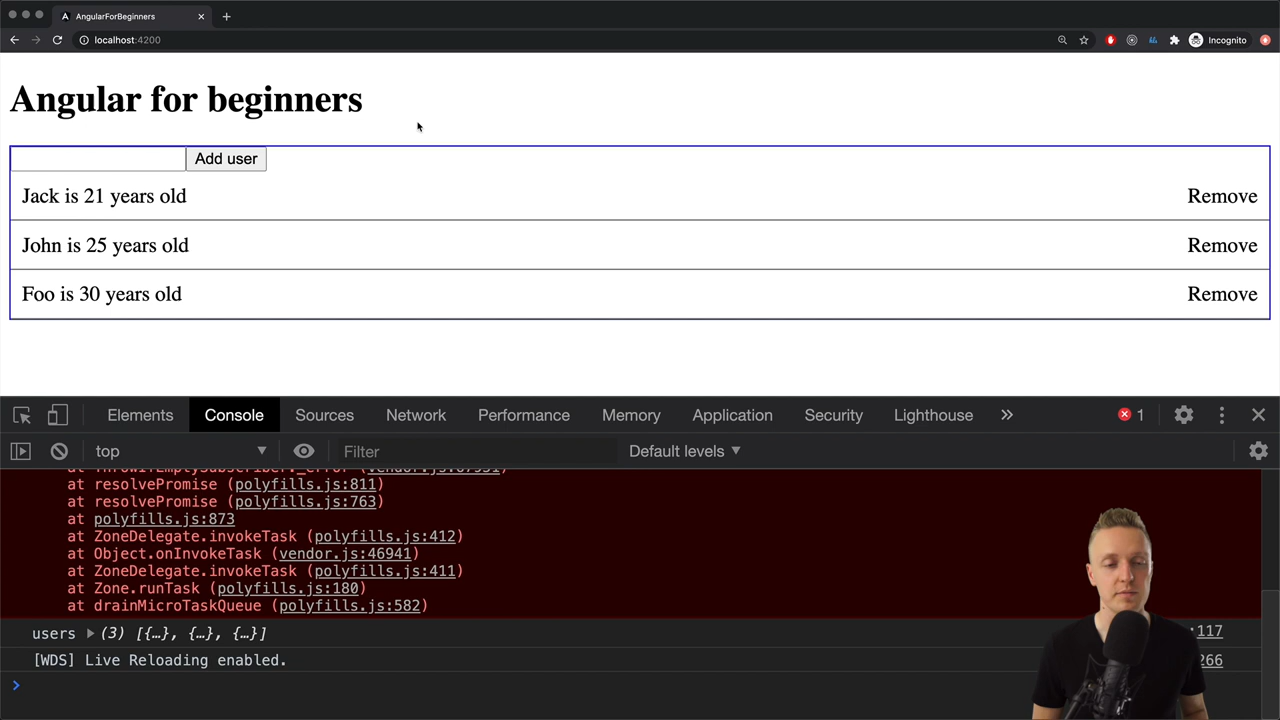 AngularForBeginners
localhost:4200
Incognito
Angular for beginners
Add user
Jack is 21 years old Remove
John is 25 years old Remove
Foo is 30 years old Remove
Elements Console Sources Network Performance Memory Application Security Lighthouse 1
top Filter Default levels
at resolvePromise (polyfills.js:811)
at resolvePromise (polyfills.js:763)
at polyfills.js:873
at ZoneDelegate.invokeTask (polyfills.js:412)
at Object.onInvokeTask (vendor.js:46941)
at ZoneDelegate.invokeTask (polyfills.js:411)
at Zone.runTask (polyfills.js:180)
at drainMicroTaskQueue (polyfills.js:582)
users (3) [{…}, {…}, {…}] :117
[WDS] Live Reloading enabled. 266